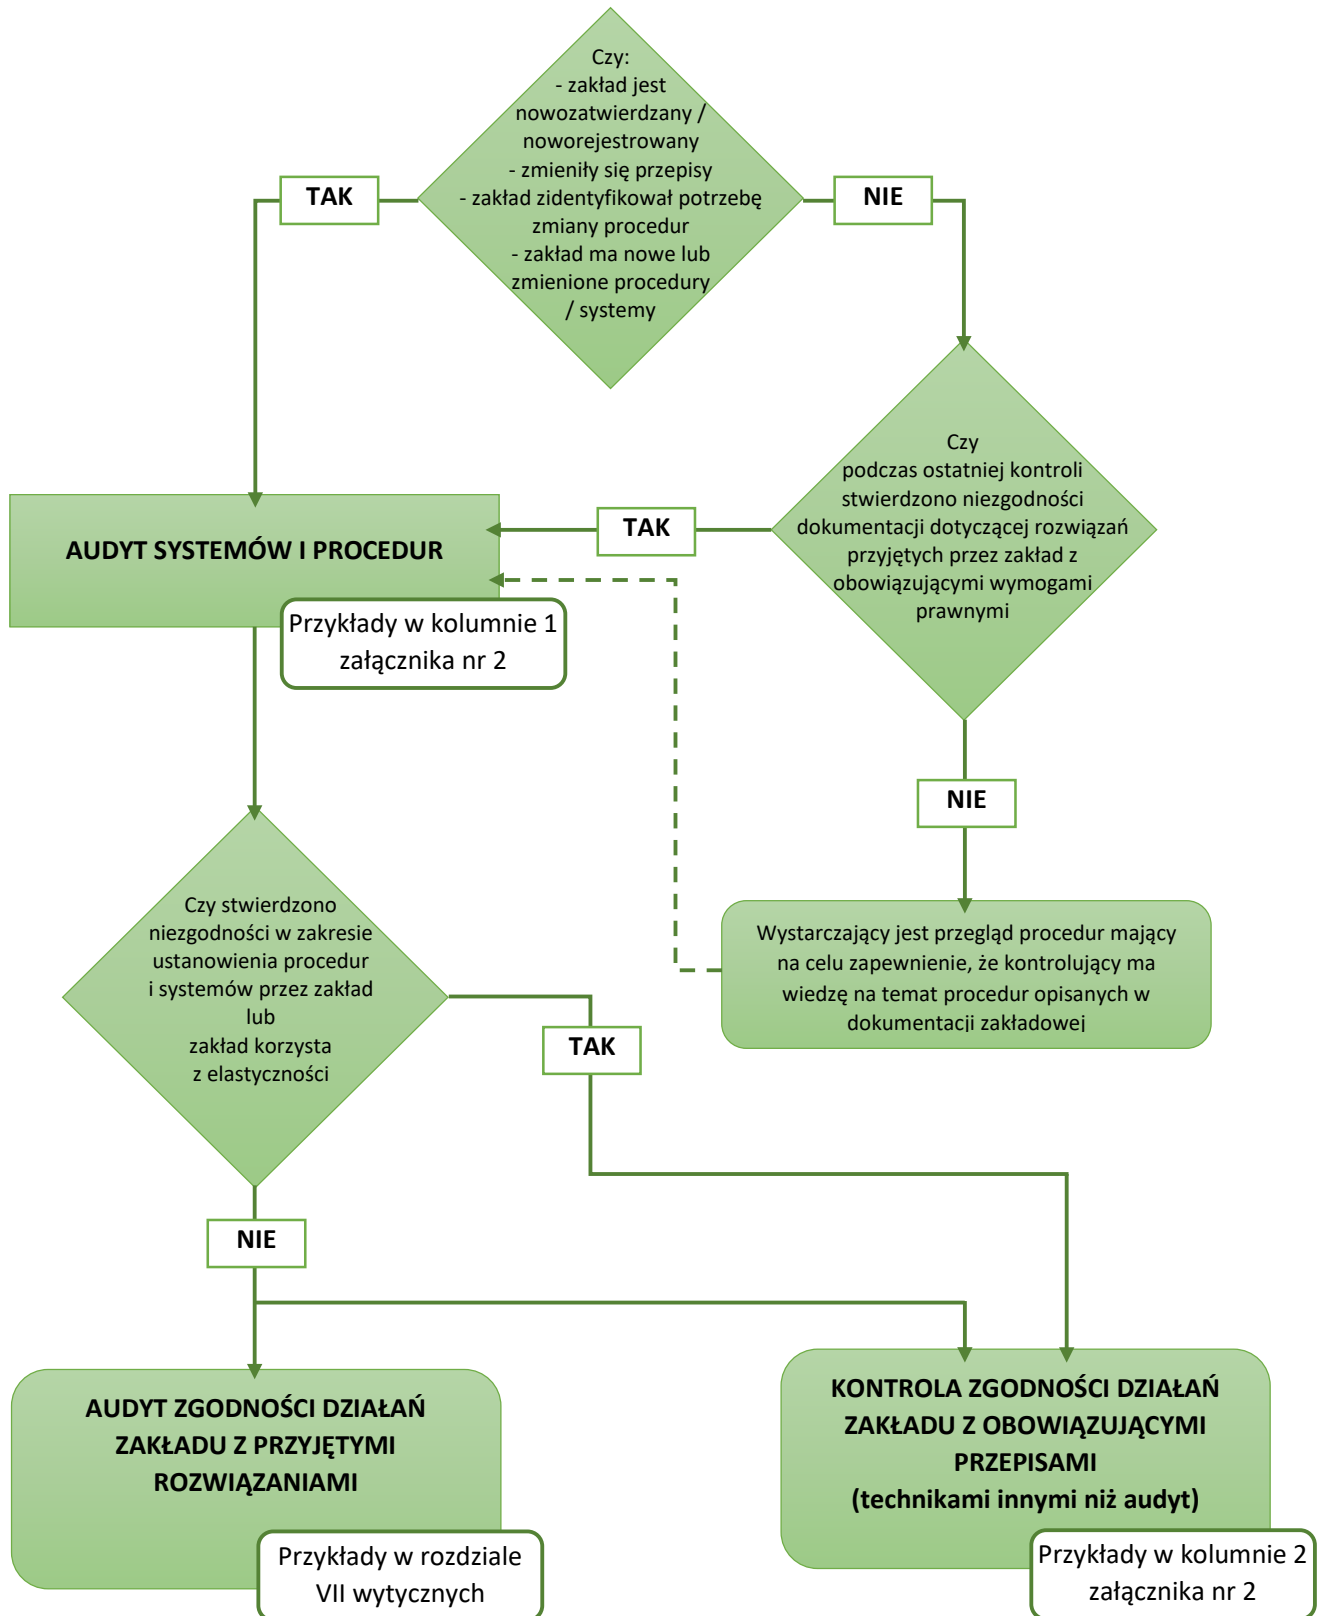 Czy:
- zakład jest
nowozatwierdzany /
noworejestrowany
- zmieniły się przepisy
- zakład zidentyfikował potrzebę
zmiany procedur
- zakład ma nowe lub
zmienione procedury
/ systemy
TAK
NIE
Czy
podczas ostatniej kontroli
stwierdzono niezgodności
dokumentacji dotyczącej rozwiązań
przyjętych przez zakład z
obowiązującymi wymogami
prawnymi
TAK
AUDYT SYSTEMÓW I PROCEDUR
Przykłady w kolumnie 1
załącznika nr 2
NIE
Wystarczający jest przegląd procedur mający
na celu zapewnienie, że kontrolujący ma
wiedzę na temat procedur opisanych w
dokumentacji zakładowej
Czy stwierdzono
niezgodności w zakresie
ustanowienia procedur
i systemów przez zakład
lub
zakład korzysta
z elastyczności
TAK
NIE
AUDYT ZGODNOŚCI DZIAŁAŃ
ZAKŁADU Z PRZYJĘTYMI
ROZWIĄZANIAMI
Przykłady w rozdziale
VII wytycznych
KONTROLA ZGODNOŚCI DZIAŁAŃ
ZAKŁADU Z OBOWIĄZUJĄCYMI
PRZEPISAMI
(technikami innymi niż audyt)
Przykłady w kolumnie 2
załącznika nr 2